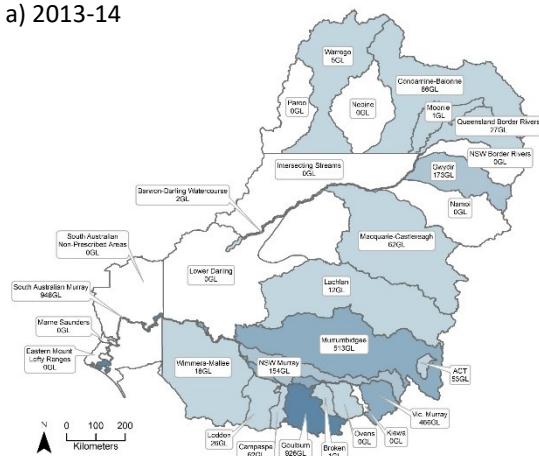 a) 2013-14
Warrego
5GL
Condamine-Balonne
86GL
Paroo
0GL
Nebine
0GL
Moonie
1GL
Queensland Border Rivers
27GL
NSW Border Rivers
0GL
Intersecting Streams
0GL
Gwydir
173GL
Barwon-Darling Watercourse
2GL
Namoi
0GL
Macquarie-Castlereagh
62GL
South Australian
Non-Prescribed Areas
0GL
Lower Darling
0GL
South Australian Murray
948GL
Lachlan
12GL
Marne Saunders
0GL
Murrumbidgee
513GL
Eastern Mount
Lofty Ranges
0GL
Wimmera-Mallee
18GL
NSW Murray
154GL
ACT
55GL
Vic. Murray
466GL
Loddon
26GL
Campaspe
62GL
Goulburn
926GL
Broken
1GL
Ovens
0GL
Kiewa
0GL
N
0 100 200
Kilometers